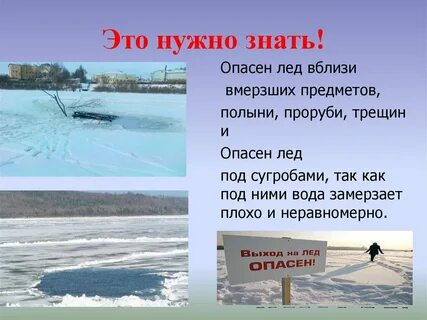 Это нужно знать!
Опасен лед вблизи
вмерзших предметов,
полыни, проруби, трещин
и
Опасен лед
под сугробами, так как
под ними вода замерзает
плохо и неравномерно.
Выход на лед
ОПАСЕН!